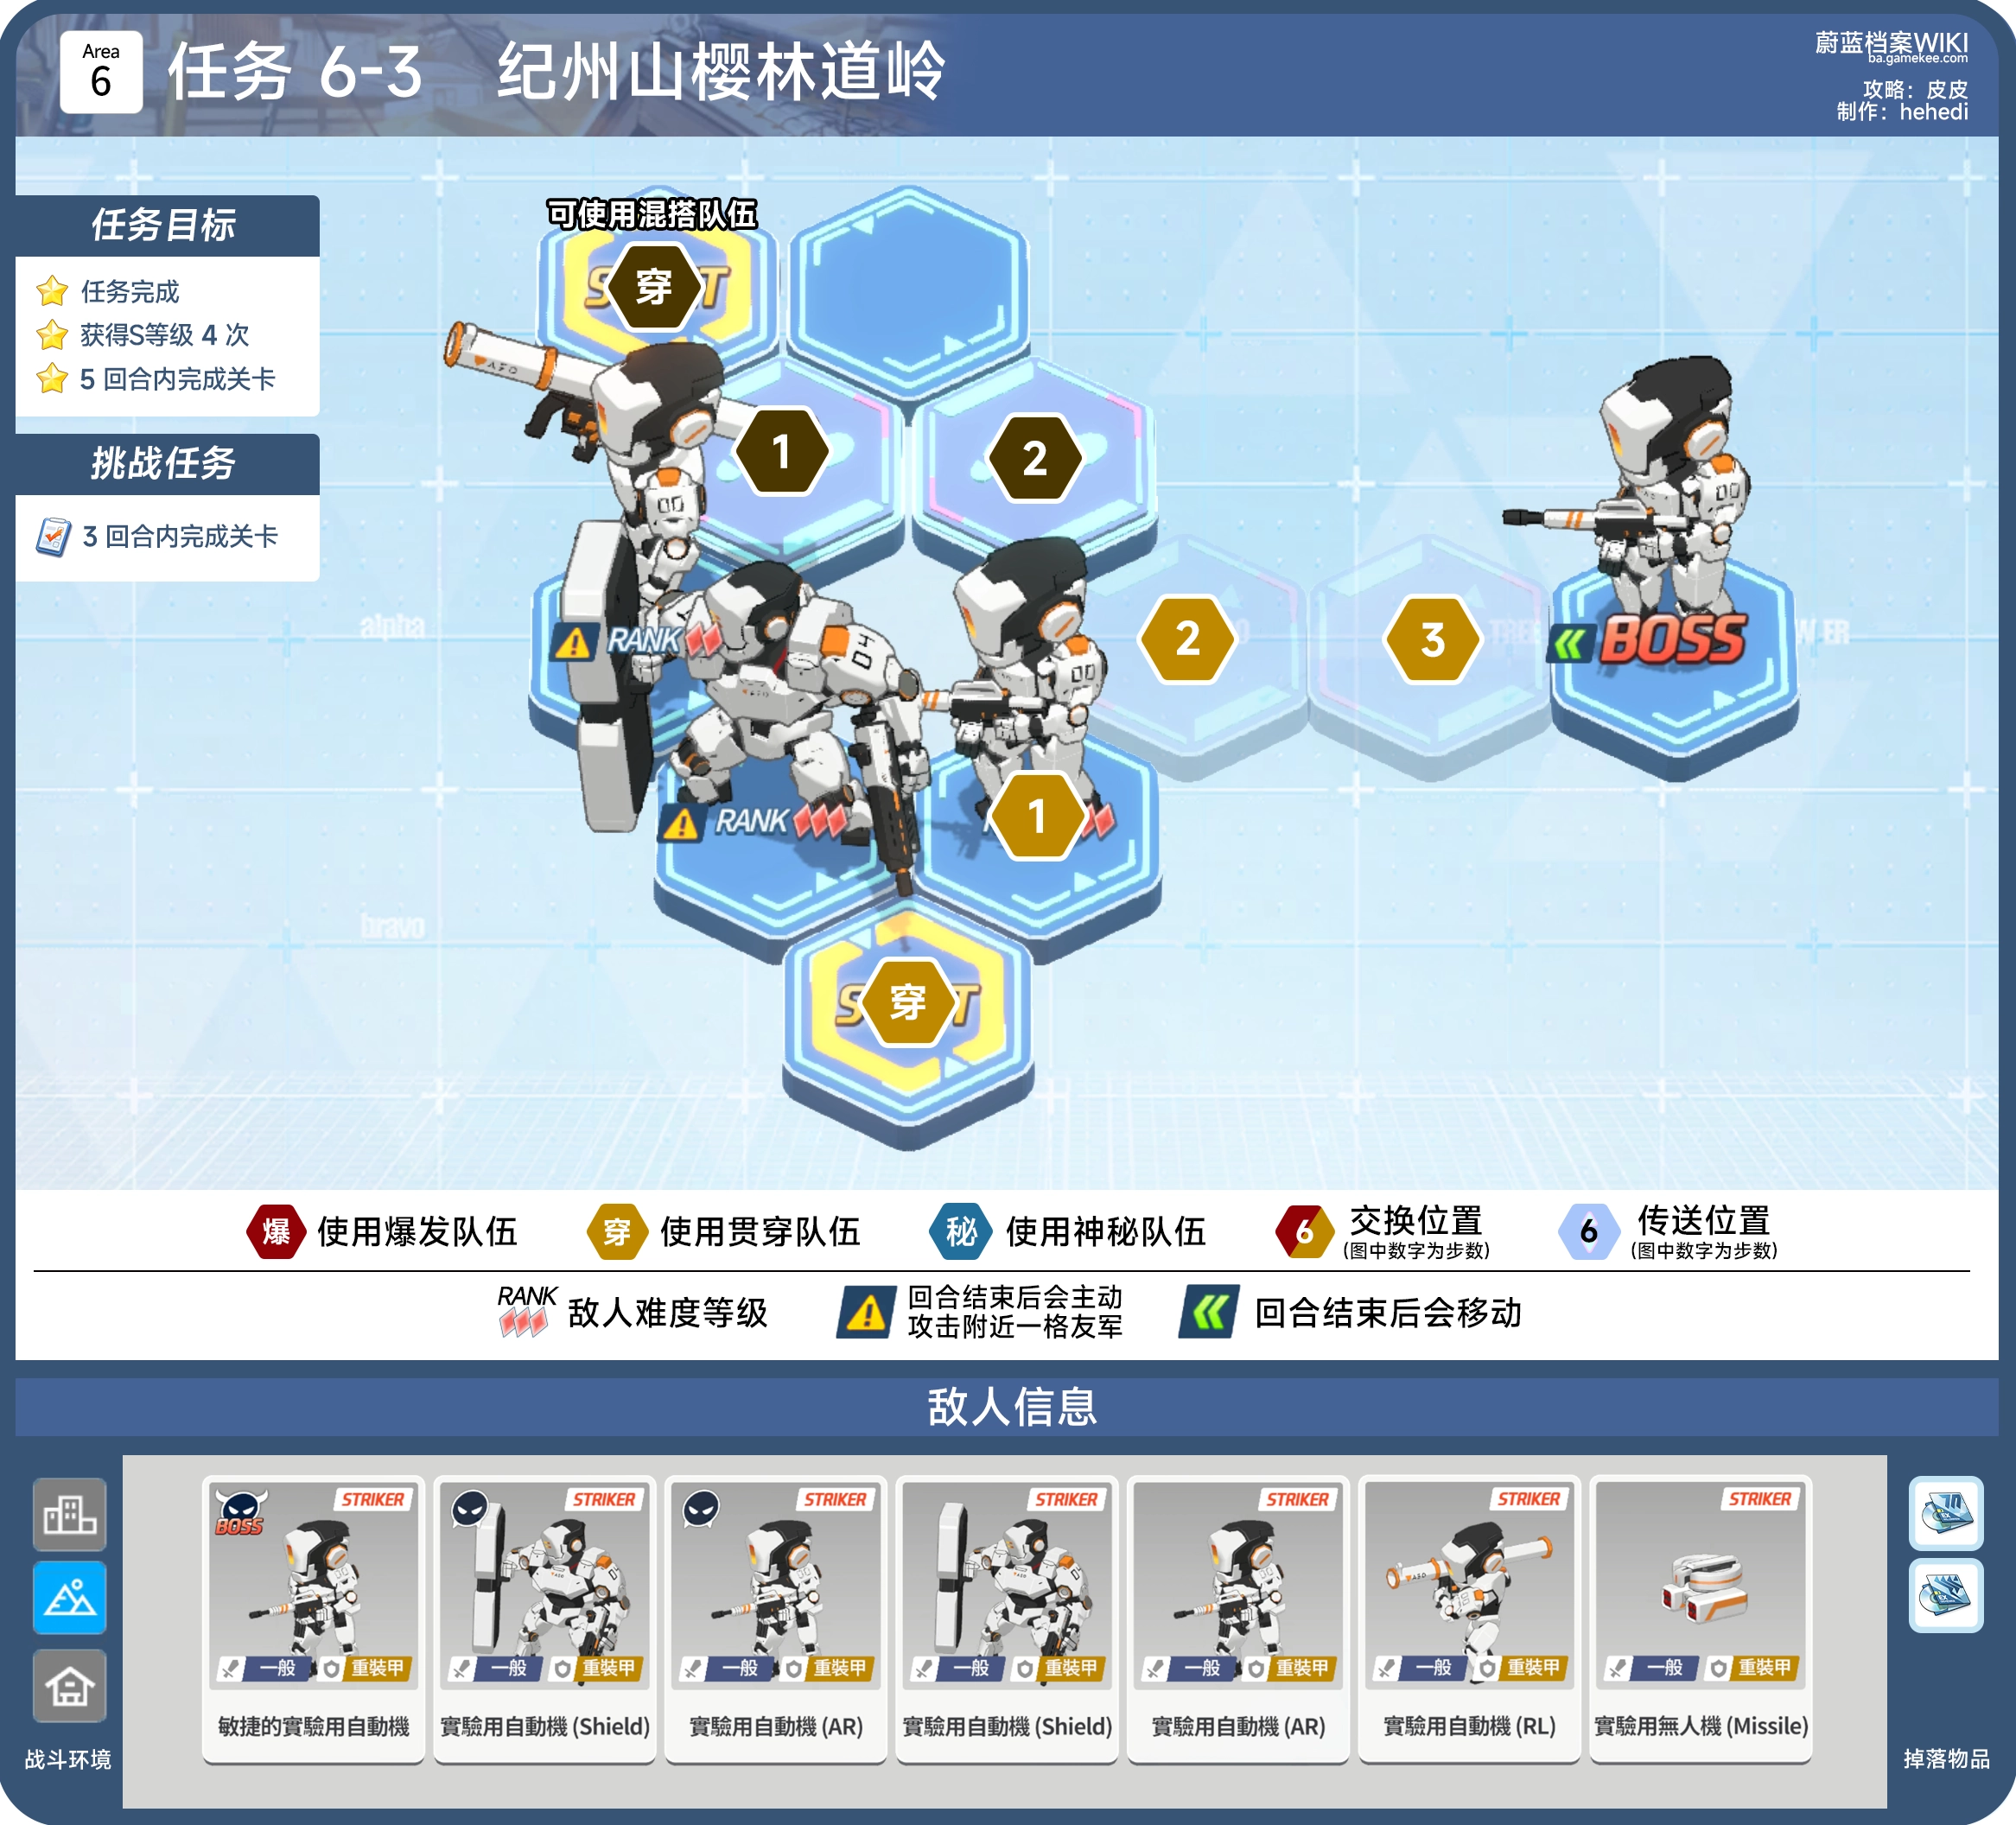 Area
6
任务 6-3 纪州山樱林道岭
蔚蓝档案WIKI
ba.gamekee.com
攻略：皮皮
制作：hehedi
任务目标
任务完成
获得S等级 4 次
5 回合内完成关卡
挑战任务
3 回合内完成关卡
可使用混搭队伍
穿
1
2
00
ASO
alpha
RANK
04
00
2
3
BOSS
00
RANK
1
bravo
穿
爆 使用爆发队伍
穿 使用贯穿队伍
秘 使用神秘队伍
6 交换位置
(图中数字为步数)
6 传送位置
(图中数字为步数)
RANK 敌人难度等级
回合结束后会主动
攻击附近一格友军
回合结束后会移动
敌人信息
BOSS STRIKER
一般 重裝甲
敏捷的實驗用自動機
STRIKER
一般 重裝甲
實驗用自動機 (Shield)
STRIKER
一般 重裝甲
實驗用自動機 (AR)
STRIKER
一般 重裝甲
實驗用自動機 (Shield)
STRIKER
一般 重裝甲
實驗用自動機 (AR)
STRIKER
一般 重裝甲
實驗用自動機 (RL)
STRIKER
一般 重裝甲
實驗用無人機 (Missile)
战斗环境
掉落物品